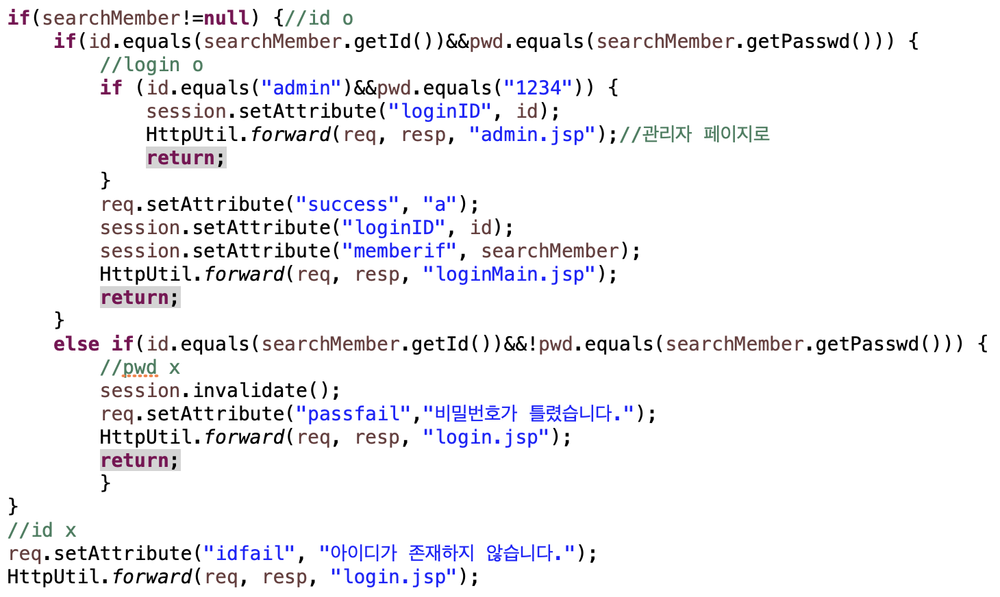 if(searchMember!=null) {//id o
    if(id.equals(searchMember.getId())&&pwd.equals(searchMember.getPasswd())) {
        //login o
        if (id.equals("admin")&&pwd.equals("1234")) {
            session.setAttribute("loginID", id);
            HttpUtil.forward(req, resp, "admin.jsp");//관리자 페이지로
            return;
        }
        req.setAttribute("success", "a");
        session.setAttribute("loginID", id);
        session.setAttribute("memberif", searchMember);
        HttpUtil.forward(req, resp, "loginMain.jsp");
        return;
    }
    else if(id.equals(searchMember.getId())&&!pwd.equals(searchMember.getPasswd())) {
        //pwd x
        session.invalidate();
        req.setAttribute("passfail","비밀번호가 틀렸습니다.");
        HttpUtil.forward(req, resp, "login.jsp");
        return;
        }
}
//id x
req.setAttribute("idfail", "아이디가 존재하지 않습니다.");
HttpUtil.forward(req, resp, "login.jsp");